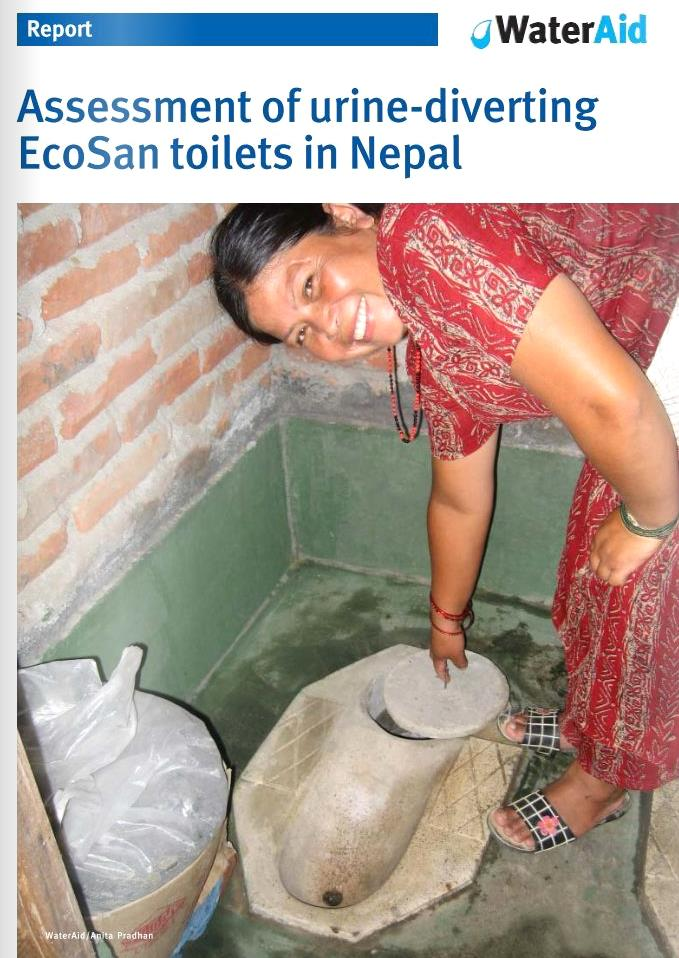 Report
WaterAid
Assessment of urine-diverting
EcoSan toilets in Nepal
WaterAid/Anita Pradhan